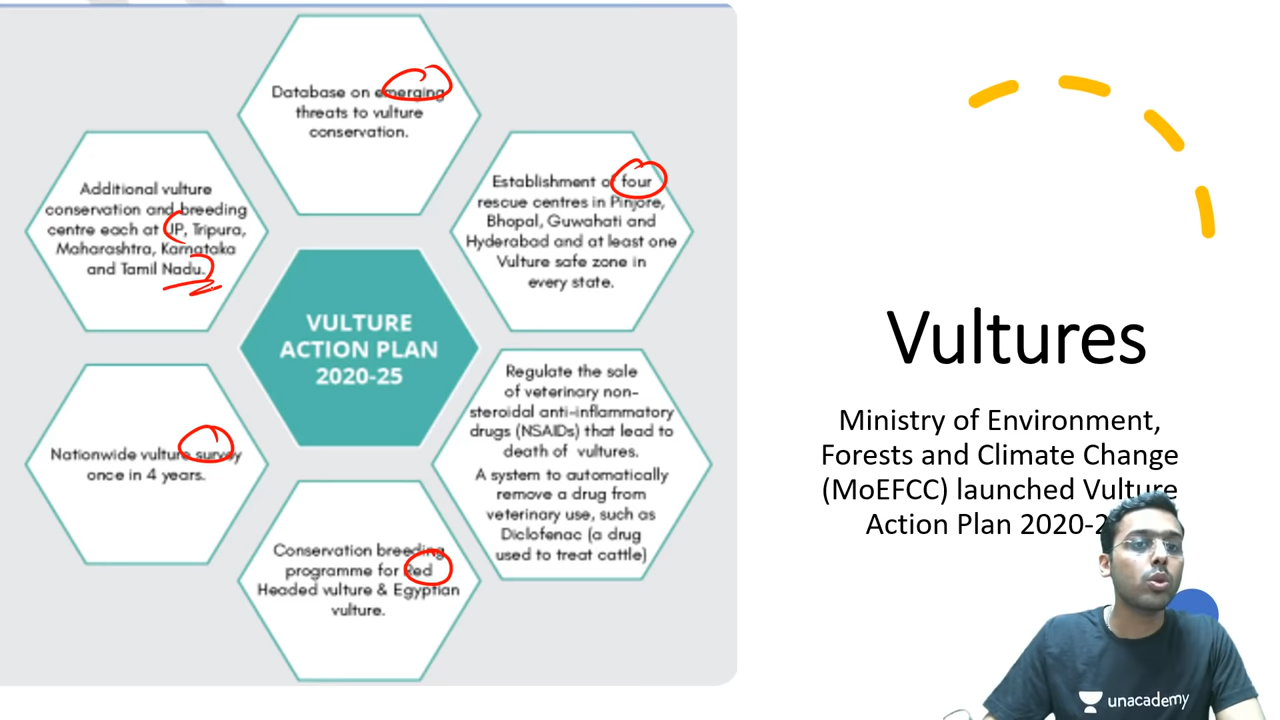 Database on emerging
threats to vulture
conservation.
Additional vulture
conservation and breeding
centre each at UP, Tripura,
Maharashtra, Karnataka
and Tamil Nadu.
Establishment of four
rescue centres in Pinjore,
Bhopal, Guwahati and
Hyderabad and at least one
Vulture safe zone in
every state.
VULTURE
ACTION PLAN
2020-25
Nationwide vulture survey
once in 4 years.
Regulate the sale
of veterinary non-
steroidal anti-inflammatory
drugs (NSAIDs) that lead to
death of vultures.
A system to automatically
remove a drug from
veterinary use, such as
Diclofenac (a drug
used to treat cattle)
Conservation breeding
programme for Red
Headed vulture & Egyptian
vulture.
Vultures
Ministry of Environment,
Forests and Climate Change
(MoEFCC) launched Vulture
Action Plan 2020-2
unacademy